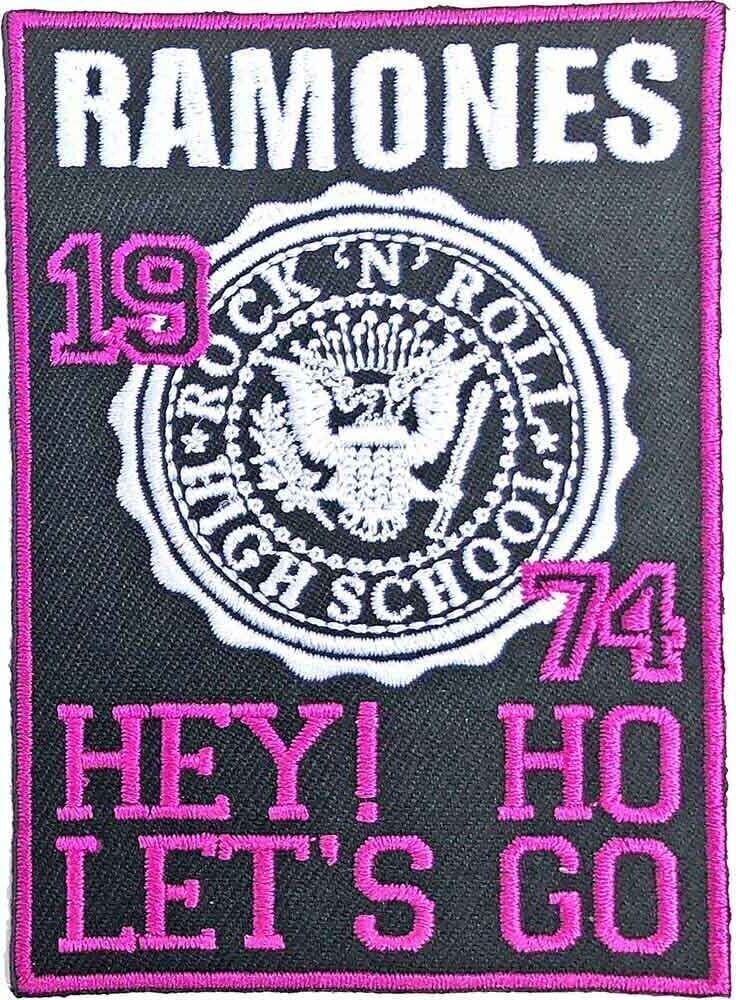 RAMONES
19
ROCK 'N' ROLL
HIGH SCHOOL
74
HEY! HO
LET'S GO